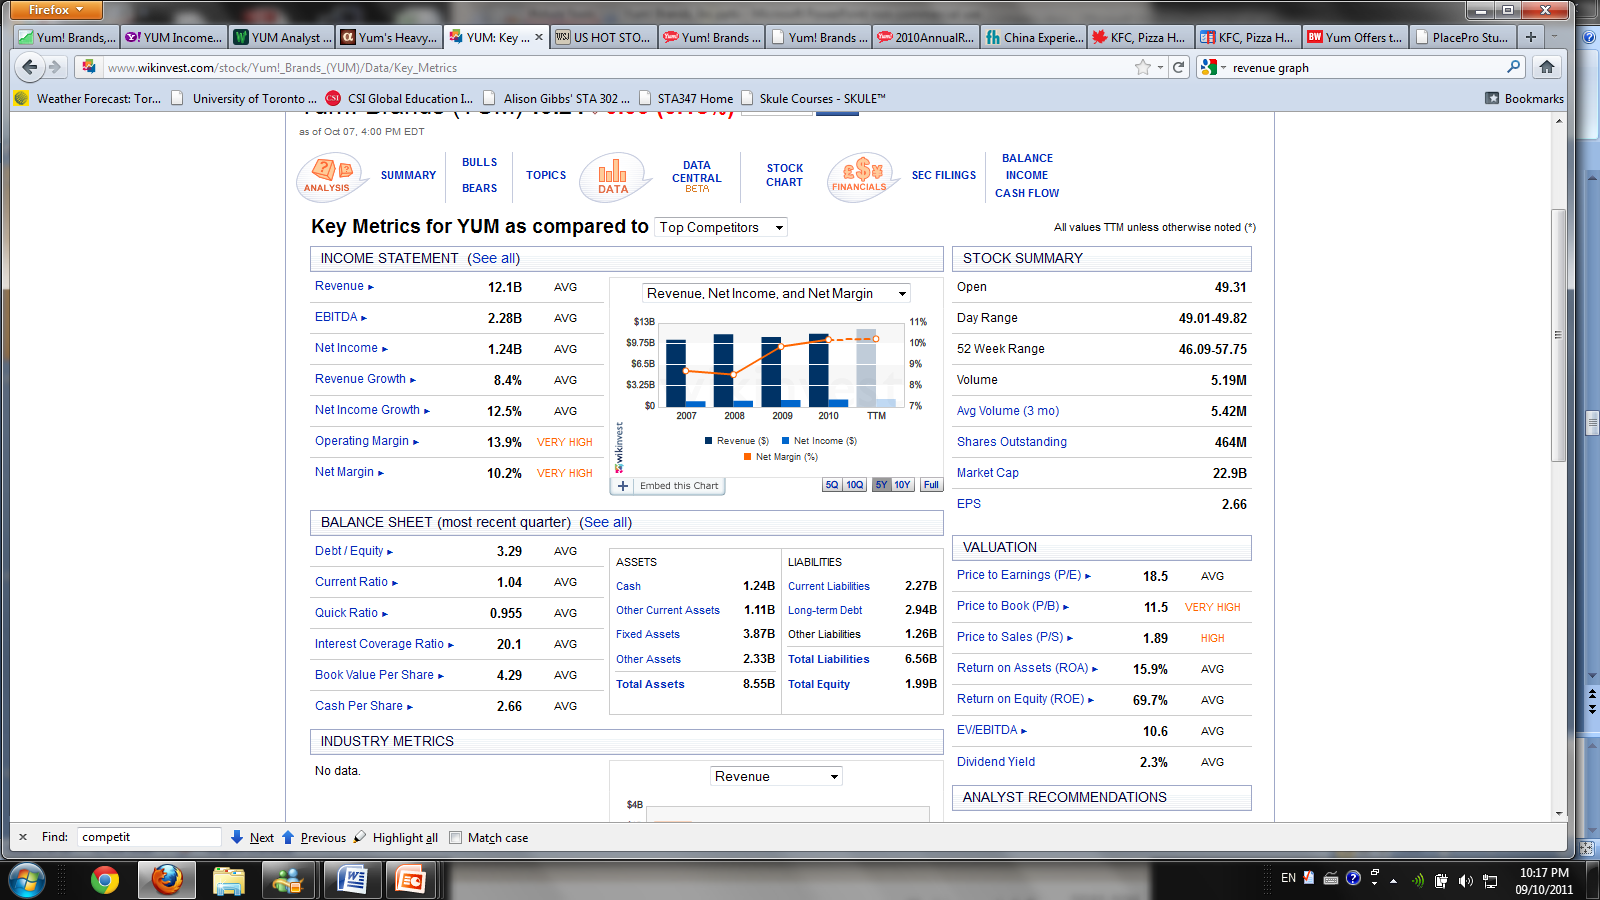 Firefox
Yum! Brands,...
YUM Income...
YUM Analyst ...
Yum's Heavy...
YUM: Key ...
US HOT STO...
Yum! Brands ...
Yum! Brands ...
2010AnnualR...
China Experie...
KFC, Pizza H...
KFC, Pizza H...
Yum Offers t...
PlacePro Stu...
www.wikinvest.com/stock/Yum!_Brands_(YUM)/Data/Key_Metrics
revenue graph
Weather Forecast: Tor...
University of Toronto ...
CSI Global Education I...
Alison Gibbs' STA 302 ...
STA347 Home
Skule Courses - SKULE™
Bookmarks
as of Oct 07, 4:00 PM EDT
ANALYSIS
SUMMARY
BULLS
BEARS
TOPICS
DATA
DATA
CENTRAL
BETA
STOCK
CHART
FINANCIALS
SEC FILINGS
BALANCE
INCOME
CASH FLOW
Key Metrics for YUM as compared to Top Competitors
All values TTM unless otherwise noted (*)
INCOME STATEMENT (See all)
Revenue 12.1B AVG
EBITDA 2.28B AVG
Net Income 1.24B AVG
Revenue Growth 8.4% AVG
Net Income Growth 12.5% AVG
Operating Margin 13.9% VERY HIGH
Net Margin 10.2% VERY HIGH
Revenue, Net Income, and Net Margin
$13B 11%
$9.75B 10%
$6.5B 9%
$3.25B 8%
$0 7%
2007 2008 2009 2010 TTM
Revenue ($) Net Income ($)
Net Margin (%)
wikinvest
Embed this Chart
5Q 10Q 5Y 10Y Full
STOCK SUMMARY
Open 49.31
Day Range 49.01-49.82
52 Week Range 46.09-57.75
Volume 5.19M
Avg Volume (3 mo) 5.42M
Shares Outstanding 464M
Market Cap 22.9B
EPS 2.66
BALANCE SHEET (most recent quarter) (See all)
Debt / Equity 3.29 AVG
Current Ratio 1.04 AVG
Quick Ratio 0.955 AVG
Interest Coverage Ratio 20.1 AVG
Book Value Per Share 4.29 AVG
Cash Per Share 2.66 AVG
ASSETS
Cash 1.24B
Other Current Assets 1.11B
Fixed Assets 3.87B
Other Assets 2.33B
Total Assets 8.55B
LIABILITIES
Current Liabilities 2.27B
Long-term Debt 2.94B
Other Liabilities 1.26B
Total Liabilities 6.56B
Total Equity 1.99B
VALUATION
Price to Earnings (P/E) 18.5 AVG
Price to Book (P/B) 11.5 VERY HIGH
Price to Sales (P/S) 1.89 HIGH
Return on Assets (ROA) 15.9% AVG
Return on Equity (ROE) 69.7% AVG
EV/EBITDA 10.6 AVG
Dividend Yield 2.3% AVG
ANALYST RECOMMENDATIONS
INDUSTRY METRICS
No data.
Revenue
$4B
Find: competit Next Previous Highlight all Match case
EN
10:17 PM
09/10/2011